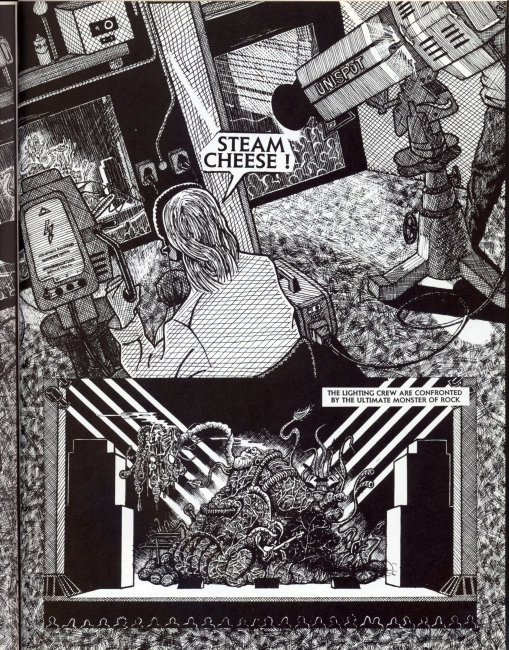 UNISPOT
STEAM
CHEESE !
THE LIGHTING CREW ARE CONFRONTED
BY THE ULTIMATE MONSTER OF ROCK